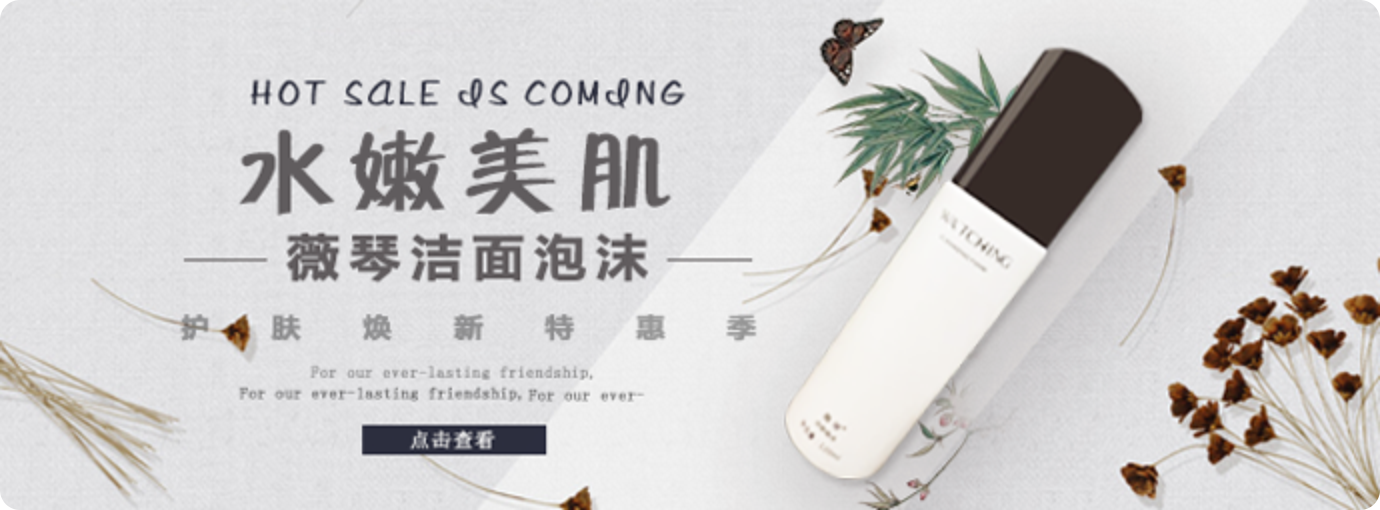 HOT SALE IS COMING
水嫩美肌
薇琴洁面泡沫
护肤焕新特惠季
For our ever-lasting friendship,
For our ever-lasting friendship,For our ever-
点击查看